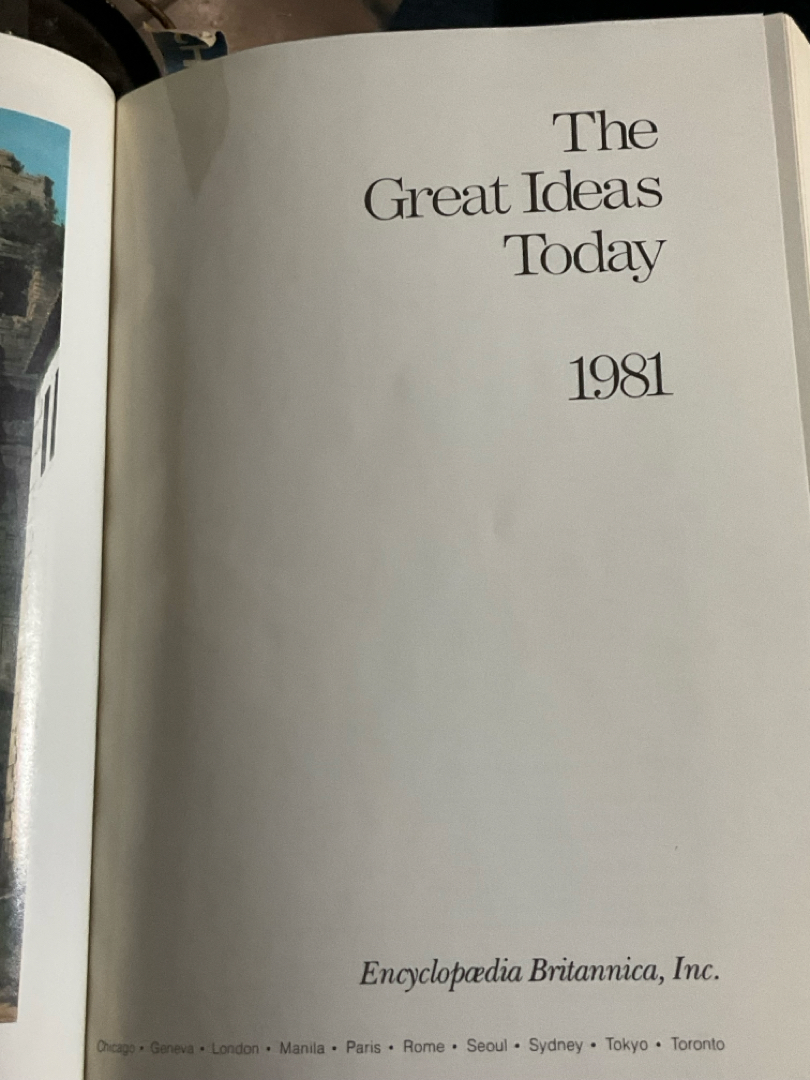 The
Great Ideas
Today
1981
Encyclopædia Britannica, Inc.
Chicago • Geneva • London • Manila • Paris • Rome • Seoul • Sydney • Tokyo • Toronto